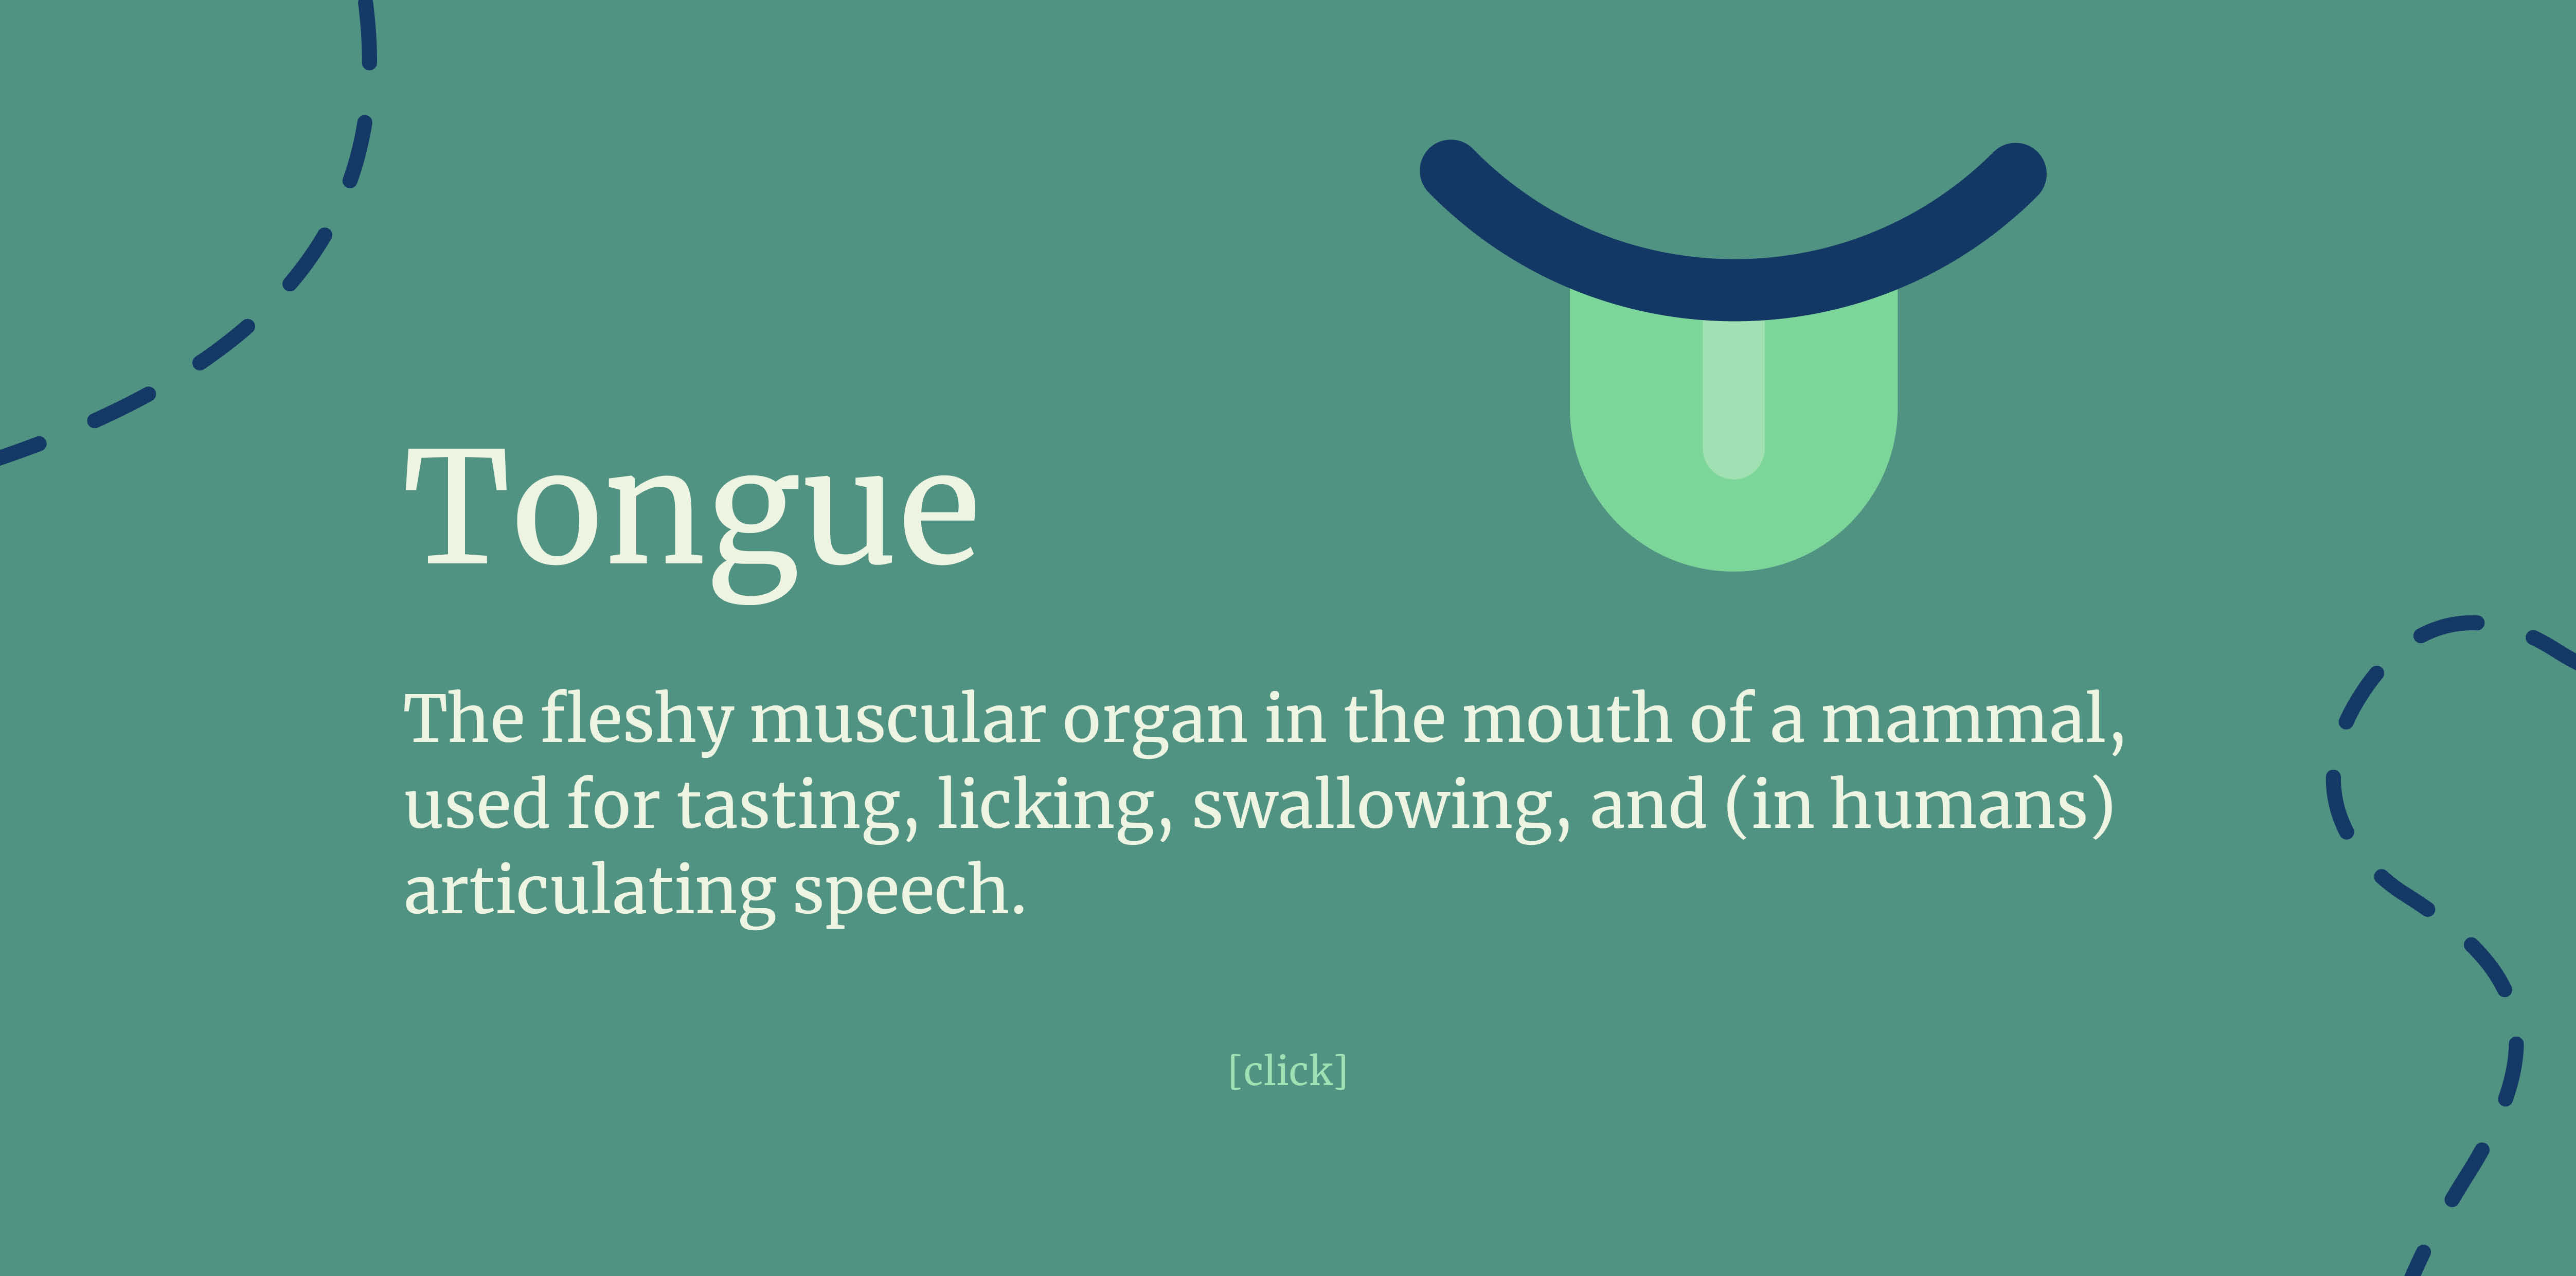 Tongue
The fleshy muscular organ in the mouth of a mammal,
used for tasting, licking, swallowing, and (in humans)
articulating speech.
[click]